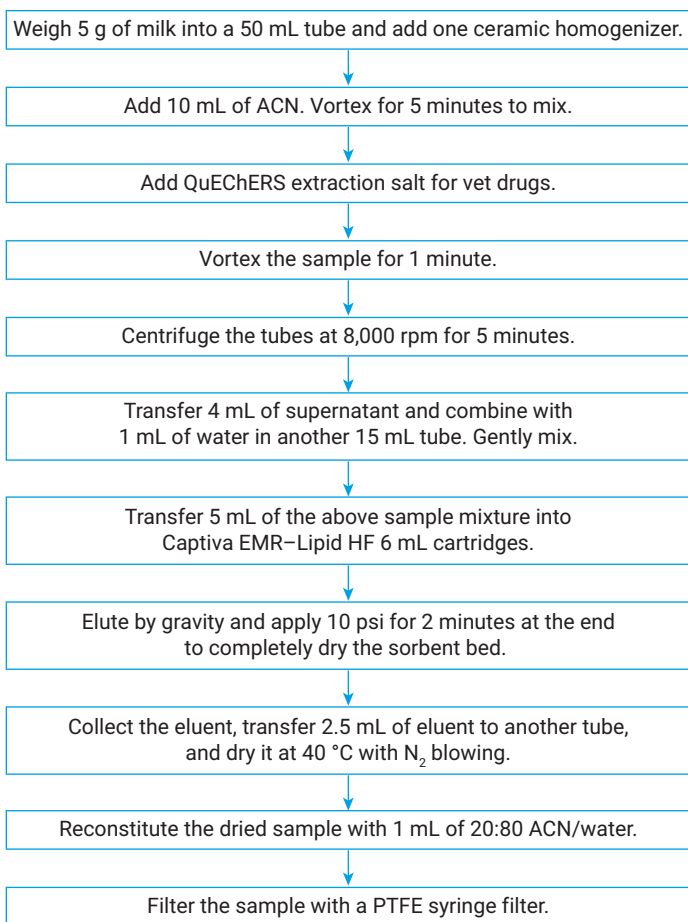 Weigh 5 g of milk into a 50 mL tube and add one ceramic homogenizer.
Add 10 mL of ACN. Vortex for 5 minutes to mix.
Add QuEChERS extraction salt for vet drugs.
Vortex the sample for 1 minute.
Centrifuge the tubes at 8,000 rpm for 5 minutes.
Transfer 4 mL of supernatant and combine with
1 mL of water in another 15 mL tube. Gently mix.
Transfer 5 mL of the above sample mixture into
Captiva EMR–Lipid HF 6 mL cartridges.
Elute by gravity and apply 10 psi for 2 minutes at the end
to completely dry the sorbent bed.
Collect the eluent, transfer 2.5 mL of eluent to another tube,
and dry it at 40 °C with N₂ blowing.
Reconstitute the dried sample with 1 mL of 20:80 ACN/water.
Filter the sample with a PTFE syringe filter.